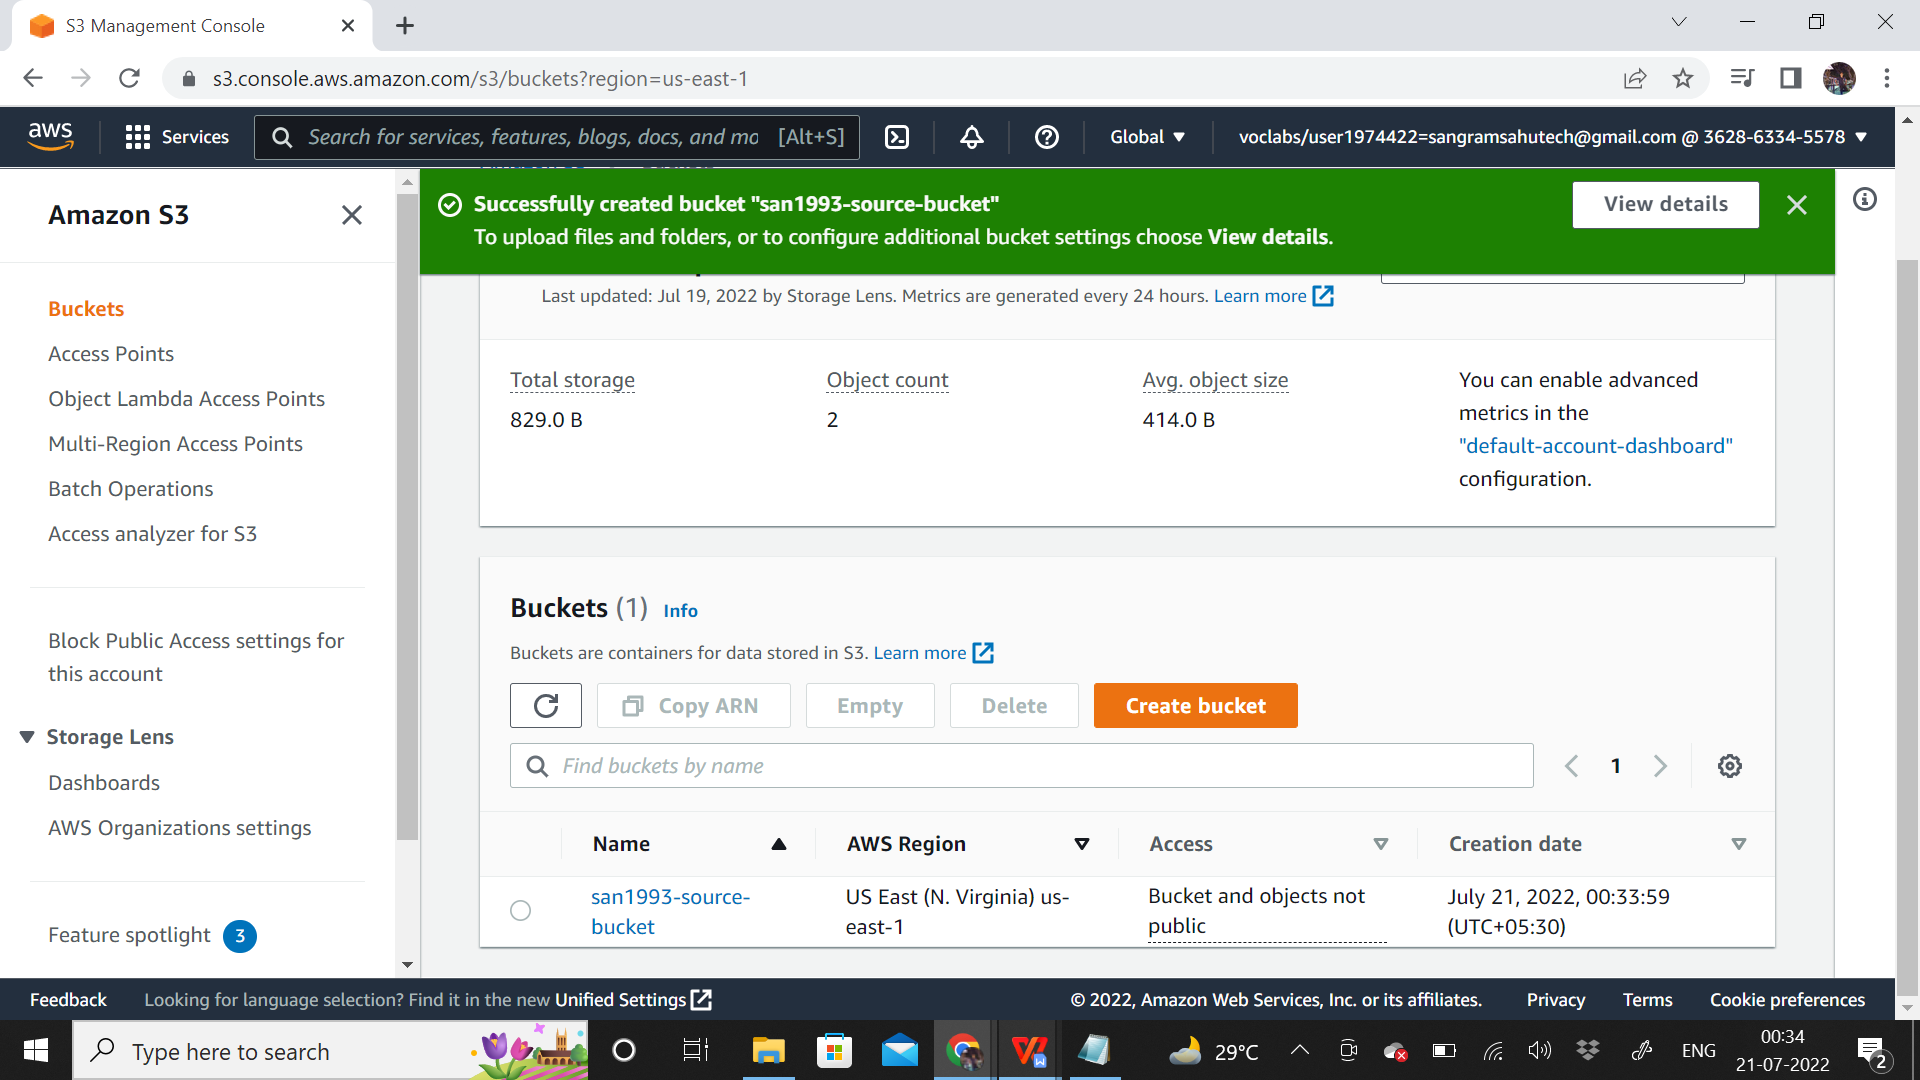 S3 Management Console
s3.console.aws.amazon.com/s3/buckets?region=us-east-1
aws
Services
Search for services, features, blogs, docs, and mo
[Alt+S]
Global
voclabs/user1974422=sangramsahutech@gmail.com @ 3628-6334-5578
Amazon S3
Buckets
Access Points
Object Lambda Access Points
Multi-Region Access Points
Batch Operations
Access analyzer for S3
Block Public Access settings for
this account
Storage Lens
Dashboards
AWS Organizations settings
Feature spotlight 3
Successfully created bucket "san1993-source-bucket"
To upload files and folders, or to configure additional bucket settings choose View details.
View details
Last updated: Jul 19, 2022 by Storage Lens. Metrics are generated every 24 hours. Learn more
Total storage
829.0 B
Object count
2
Avg. object size
414.0 B
You can enable advanced
metrics in the
"default-account-dashboard"
configuration.
Buckets (1) Info
Buckets are containers for data stored in S3. Learn more
Copy ARN
Empty
Delete
Create bucket
Find buckets by name
1
Name
AWS Region
Access
Creation date
san1993-source-
bucket
US East (N. Virginia) us-
east-1
Bucket and objects not
public
July 21, 2022, 00:33:59
(UTC+05:30)
Feedback
Looking for language selection? Find it in the new Unified Settings
© 2022, Amazon Web Services, Inc. or its affiliates.
Privacy
Terms
Cookie preferences
Type here to search
29°C
ENG
00:34
21-07-2022
2